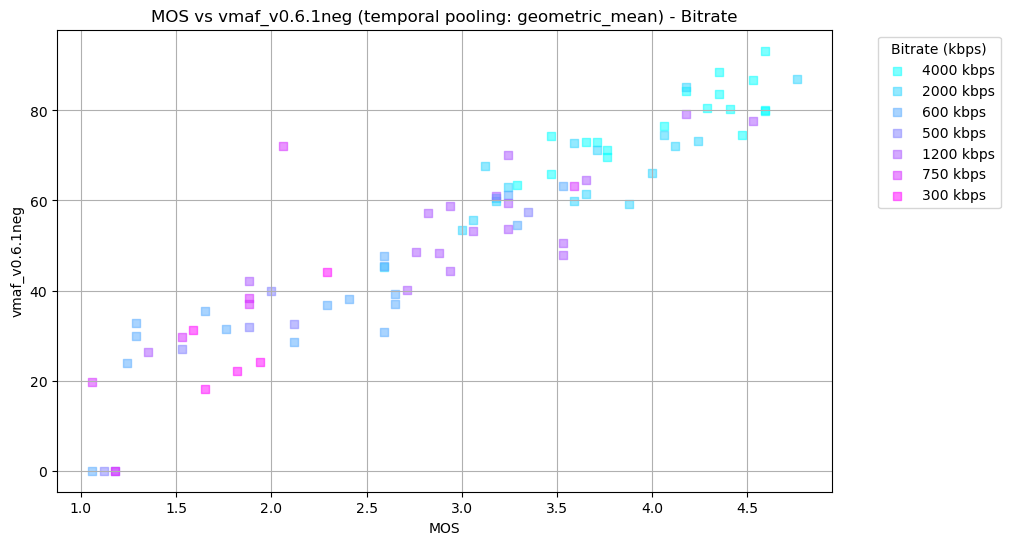 MOS vs vmaf_v0.6.1neg (temporal pooling: geometric_mean) - Bitrate
vmaf_v0.6.1neg
80
60
40
20
0
1.0 1.5 2.0 2.5 3.0 3.5 4.0 4.5
MOS
Bitrate (kbps)
4000 kbps
2000 kbps
600 kbps
500 kbps
1200 kbps
750 kbps
300 kbps